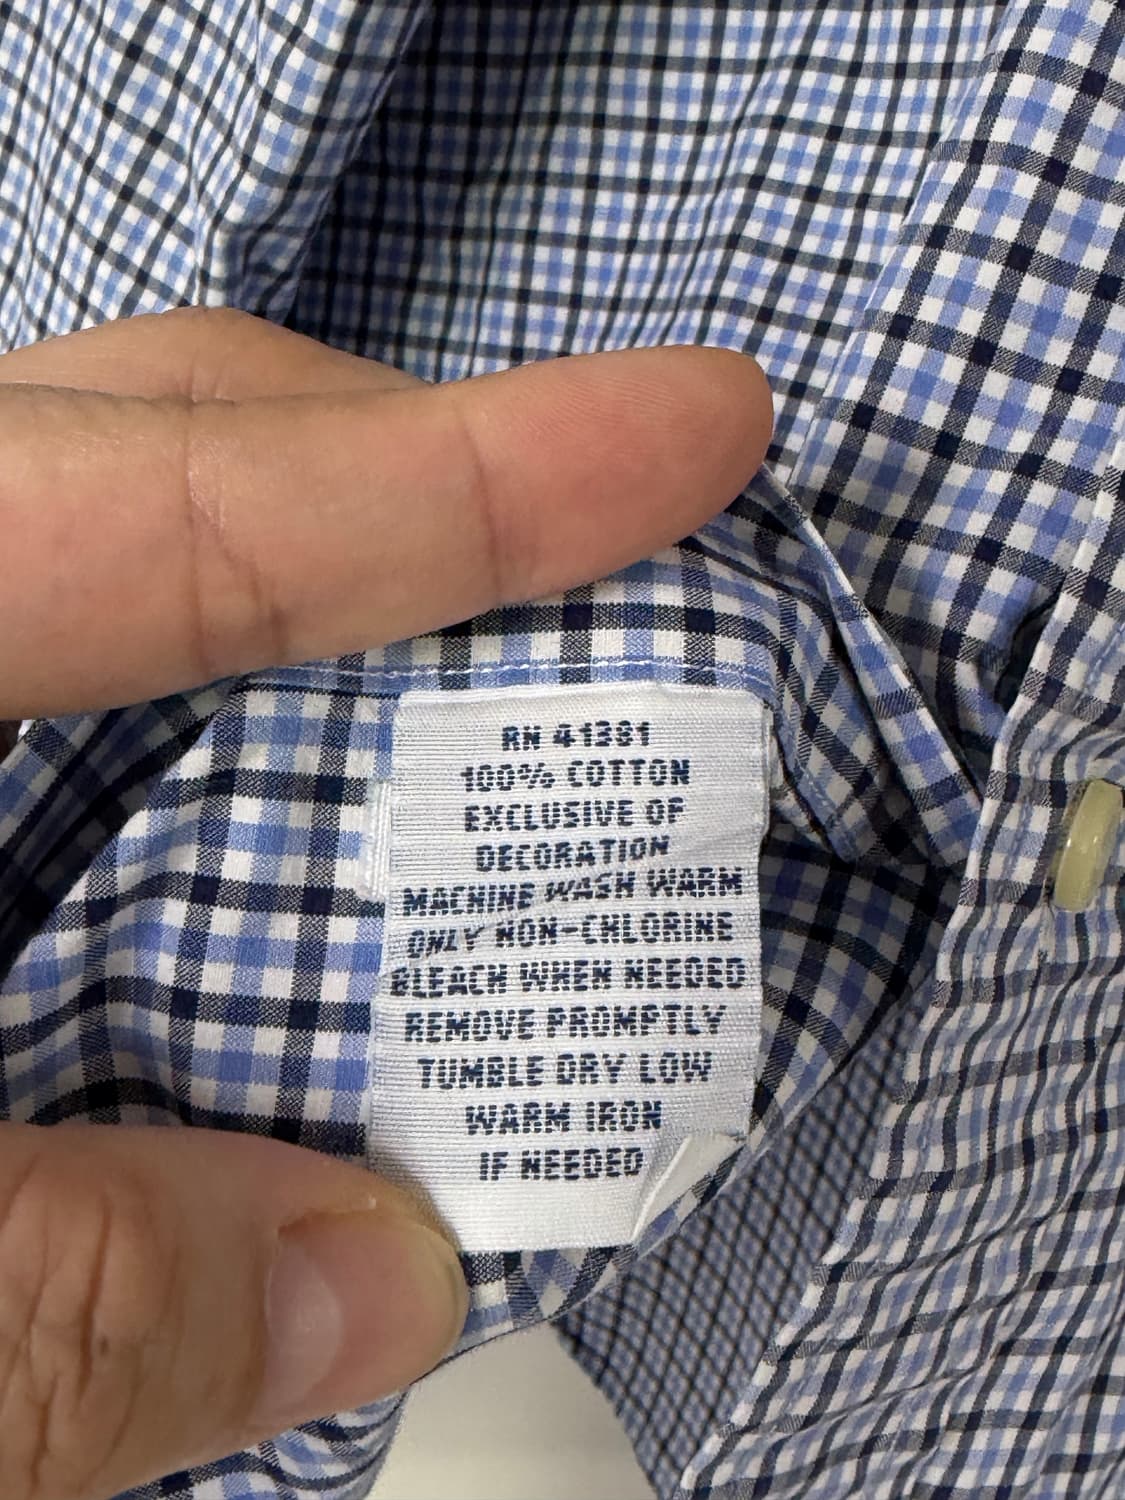 RN 41381
100% COTTON
EXCLUSIVE OF
DECORATION
MACHINE WASH WARM
ONLY NON-CHLORINE
BLEACH WHEN NEEDED
REMOVE PROMPTLY
TUMBLE DRY LOW
WARM IRON
IF NEEDED